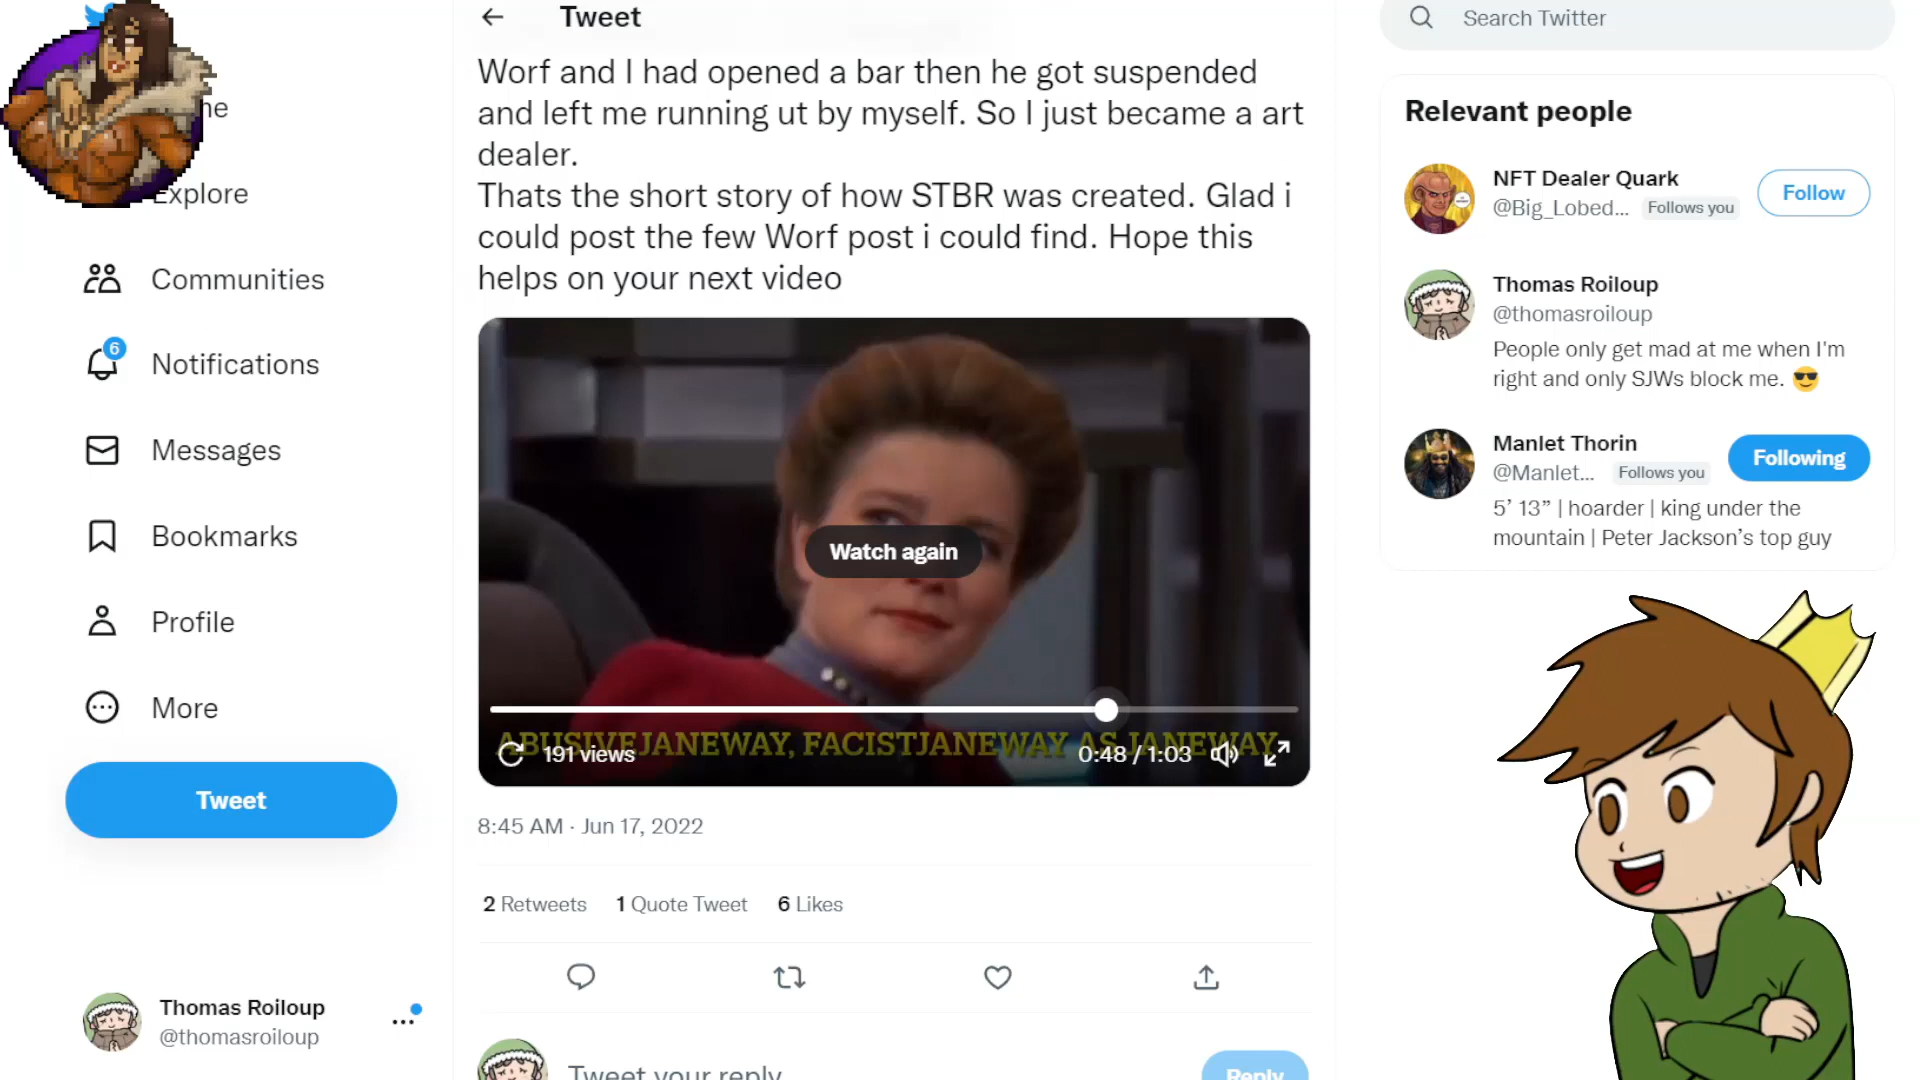 Tweet
Search Twitter
Worf and I had opened a bar then he got suspended
and left me running ut by myself. So I just became a art
dealer.
Thats the short story of how STBR was created. Glad i
could post the few Worf post i could find. Hope this
helps on your next video
Explore
Communities
6
Notifications
Messages
Bookmarks
Profile
More
Tweet
Watch again
ABUSIVE JANEWAY, FACIST JANEWAY AS JANEWAY,
191 views
0:48 / 1:03
8:45 AM · Jun 17, 2022
2 Retweets 1 Quote Tweet 6 Likes
Thomas Roiloup
@thomasroiloup
Tweet your reply
Reply
Relevant people
NFT Dealer Quark
@Big_Lobed... Follows you
Follow
Thomas Roiloup
@thomasroiloup
People only get mad at me when I'm
right and only SJWs block me. 😎
Manlet Thorin
@Manlet... Follows you
Following
5' 13” | hoarder | king under the
mountain | Peter Jackson's top guy